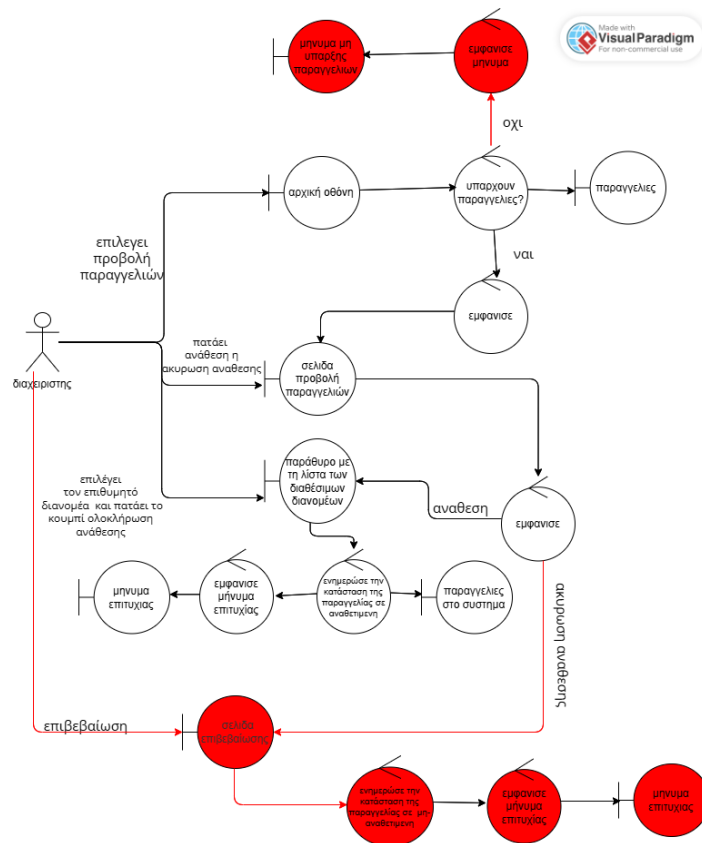 Made with
VisualParadigm
For non-commercial use
μηνυμα μη
υπαρξης
παραγγελιων
εμφανισε
μηνυμα
οχι
αρχική οθόνη
υπαρχουν
παραγγελιες?
παραγγελιες
επιλεγει
προβολή
παραγγελιών
ναι
εμφανισε
διαχειριστης
πατάει
ανάθεση η
ακυρωση αναθεσης
σελιδα
προβολή
παραγγελιών
επιλέγει
τον επιθυμητό
διανομέα και πατάει το
κουμπί ολοκλήρωση
ανάθεσης
παράθυρο με
τη λίστα των
διαθέσιμων
διανομέων
αναθεση
εμφανισε
μηνυμα
επιτυχιας
εμφανισε
μήνυμα
επιτυχίας
ενημερώσε την
κατάσταση της
παραγγελίας σε
αναθετιμενη
παραγγελιες
στο συστημα
ακυρωση αναθεσης
επιβεβαίωση
σελιδα
επιβεβαίωσης
ενημερώσε την
κατάσταση της
παραγγελίας σε μη-
αναθετιμενη
εμφανισε
μήνυμα
επιτυχίας
μηνυμα
επιτυχιας